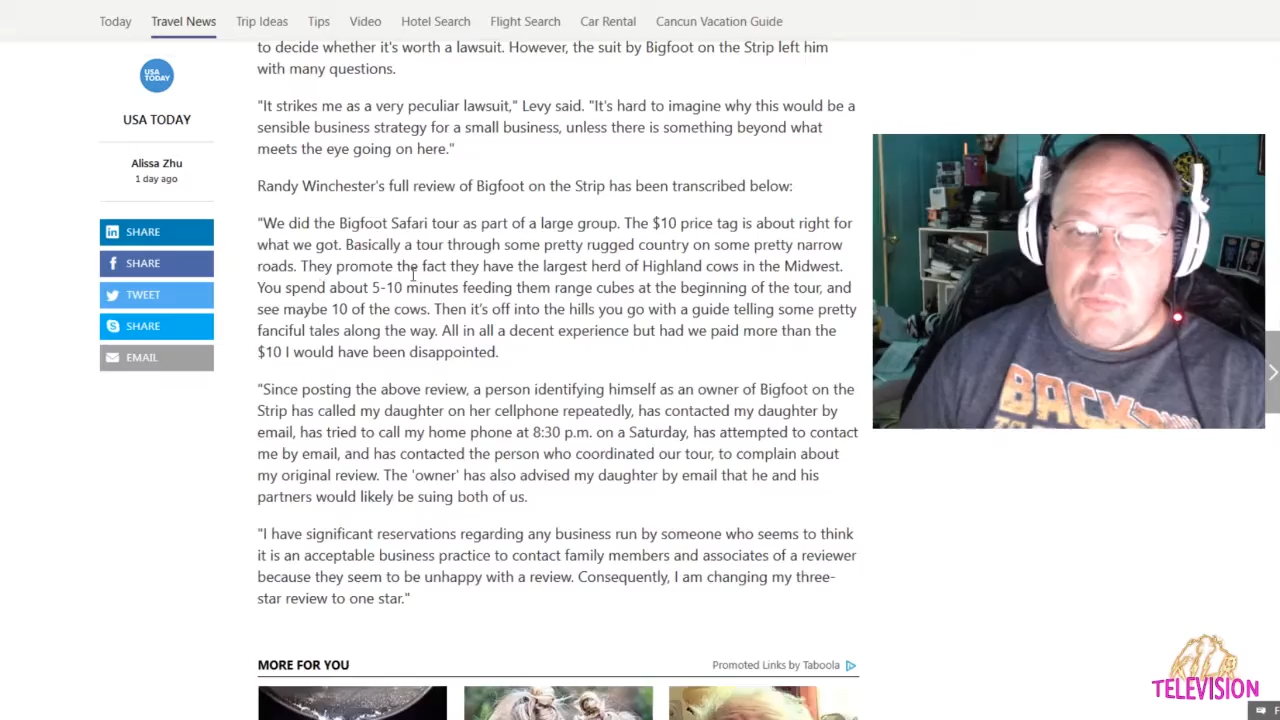 Today Travel News Trip Ideas Tips Video Hotel Search Flight Search Car Rental Cancun Vacation Guide
USA TODAY
USA TODAY
Alissa Zhu
1 day ago
SHARE
SHARE
TWEET
SHARE
EMAIL
to decide whether it's worth a lawsuit. However, the suit by Bigfoot on the Strip left him
with many questions.
"It strikes me as a very peculiar lawsuit," Levy said. "It's hard to imagine why this would be a
sensible business strategy for a small business, unless there is something beyond what
meets the eye going on here."
Randy Winchester's full review of Bigfoot on the Strip has been transcribed below:
"We did the Bigfoot Safari tour as part of a large group. The $10 price tag is about right for
what we got. Basically a tour through some pretty rugged country on some pretty narrow
roads. They promote the fact they have the largest herd of Highland cows in the Midwest.
You spend about 5-10 minutes feeding them range cubes at the beginning of the tour, and
see maybe 10 of the cows. Then it's off into the hills you go with a guide telling some pretty
fanciful tales along the way. All in all a decent experience but had we paid more than the
$10 I would have been disappointed.
"Since posting the above review, a person identifying himself as an owner of Bigfoot on the
Strip has called my daughter on her cellphone repeatedly, has contacted my daughter by
email, has tried to call my home phone at 8:30 p.m. on a Saturday, has attempted to contact
me by email, and has contacted the person who coordinated our tour, to complain about
my original review. The 'owner' has also advised my daughter by email that he and his
partners would likely be suing both of us.
"I have significant reservations regarding any business run by someone who seems to think
it is an acceptable business practice to contact family members and associates of a reviewer
because they seem to be unhappy with a review. Consequently, I am changing my three-
star review to one star."
MORE FOR YOU
Promoted Links by Taboola
BACK
TELEVISION
F